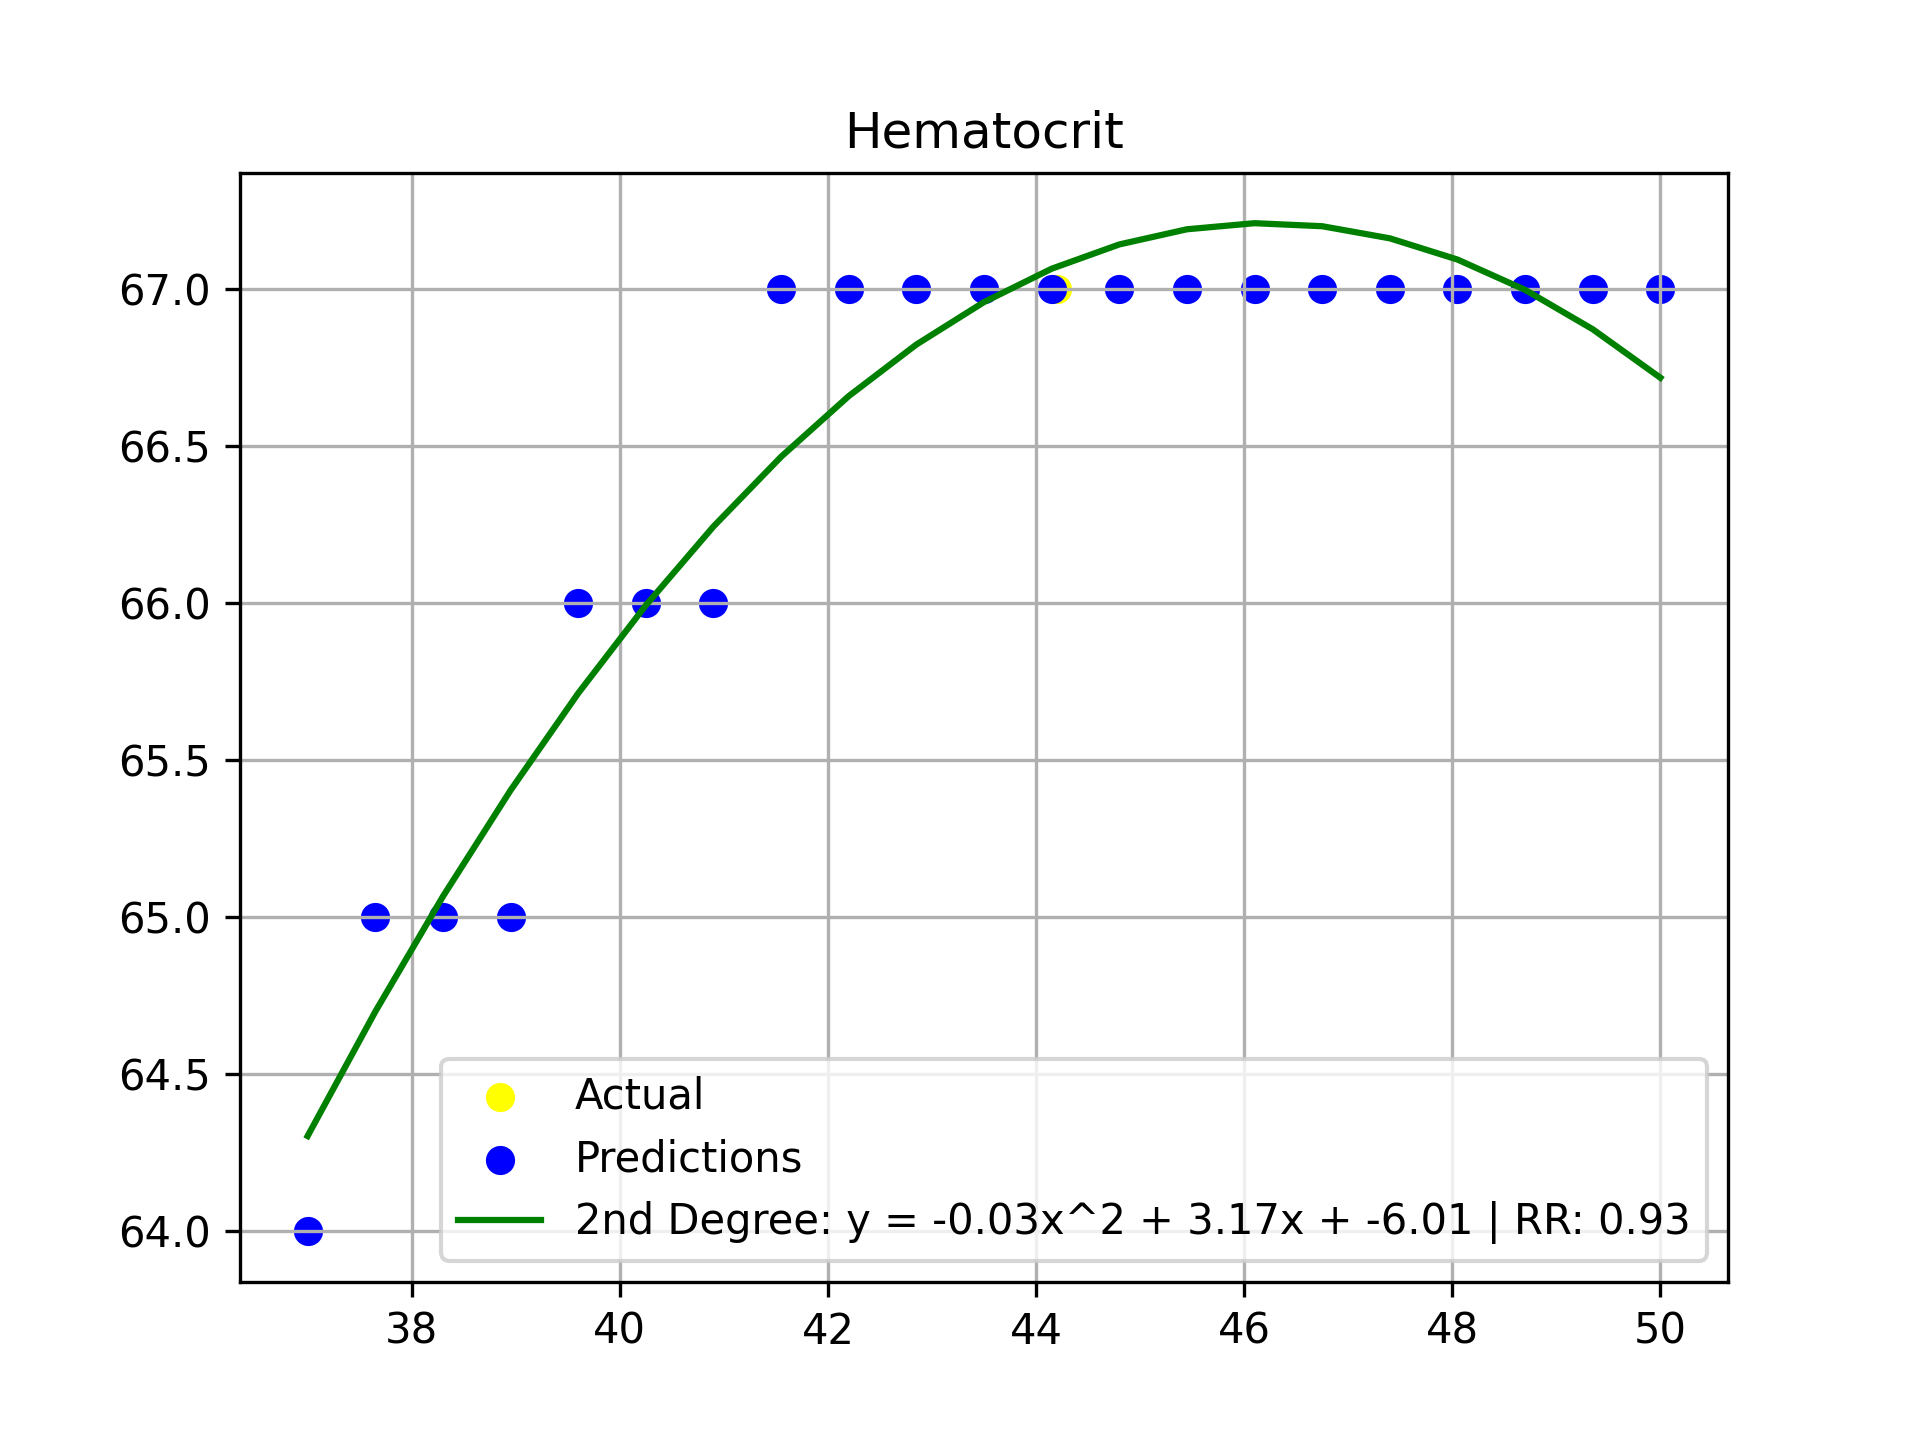 Hematocrit
67.0
66.5
66.0
65.5
65.0
64.5
64.0
Actual
Predictions
2nd Degree: y = -0.03x^2 + 3.17x + -6.01 | RR: 0.93
38 40 42 44 46 48 50